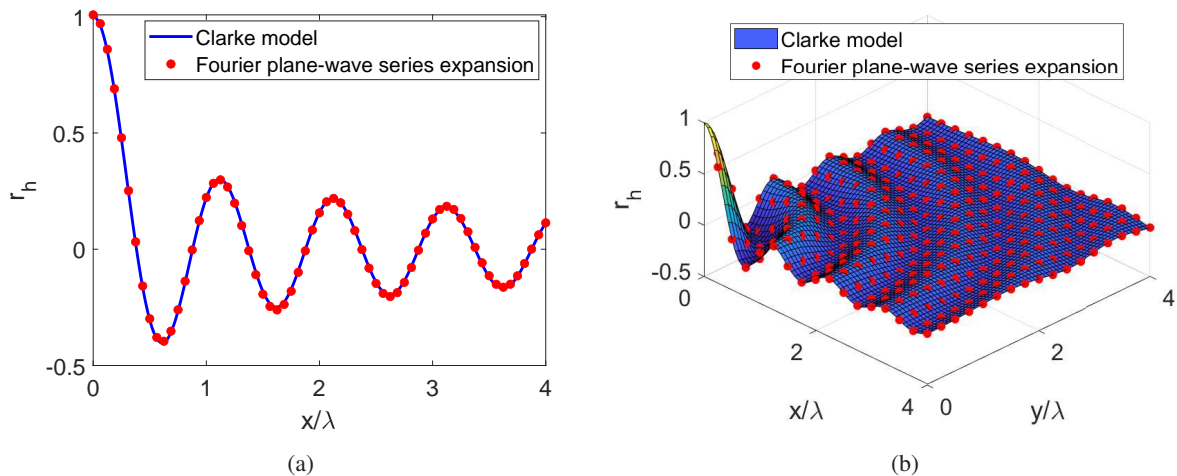 1
0.5
0
-0.5
r_h
0
1
2
3
4
x/λ
Clarke model
Fourier plane-wave series expansion
(a)
Clarke model
Fourier plane-wave series expansion
1
0.5
0
-0.5
r_h
0
2
4
x/λ
0
2
4
y/λ
(b)